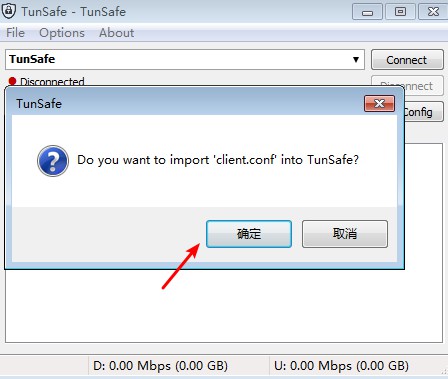 TunSafe - TunSafe
File Options About
TunSafe
Connect
Disconnected
Disconnect
TunSafe
Config
Do you want to import 'client.conf' into TunSafe?
确定
取消
D: 0.00 Mbps (0.00 GB)
U: 0.00 Mbps (0.00 GB)